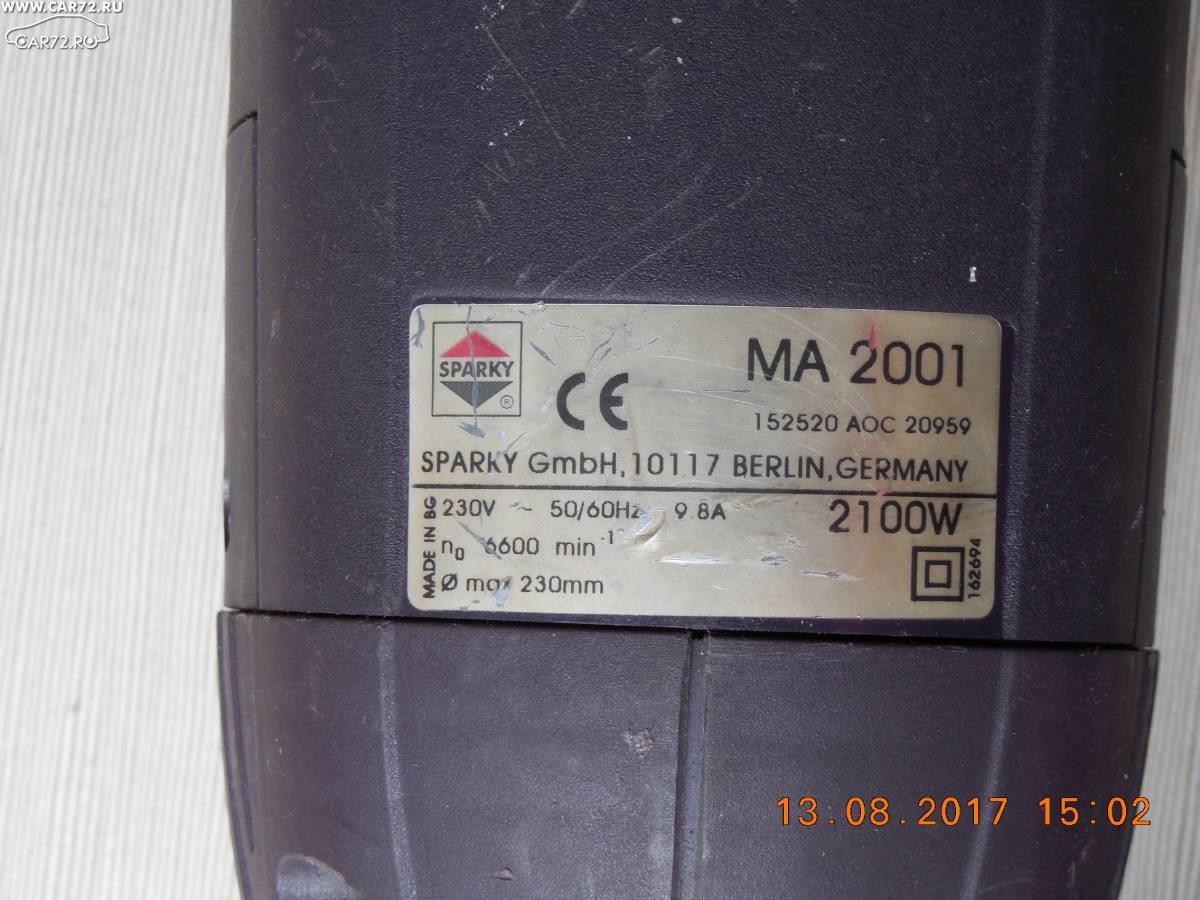 WWW.CAR72.RU
CAR72.RU
SPARKY
®
CE
MA 2001
152520 AOC 20959
SPARKY GmbH, 10117 BERLIN, GERMANY
MADE IN BG
230V ~ 50/60Hz 9.8A 2100W
n₀ 6600 min⁻¹
Ø max 230mm
162694
13.08.2017 15:02